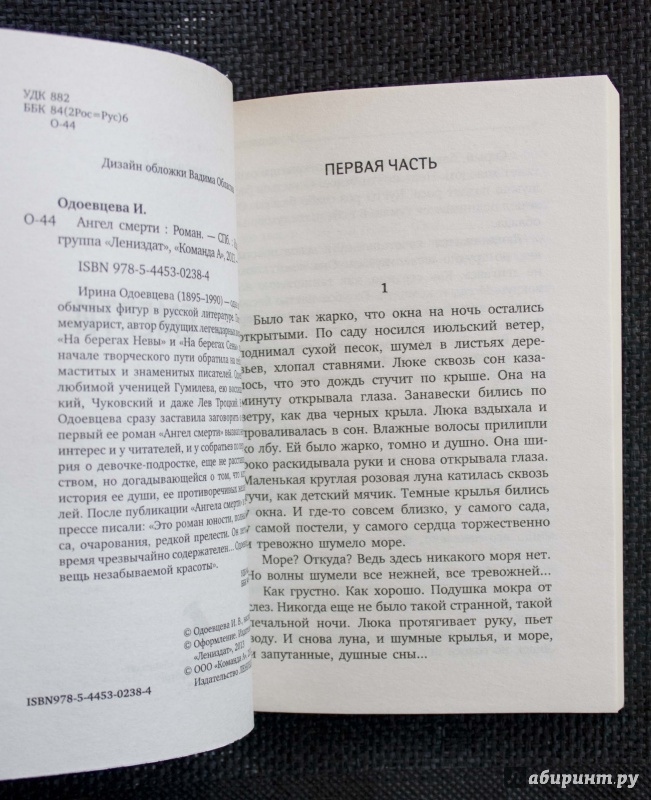 УДК 882
ББК 84(2Рос=Рус)6
О-44
Дизайн обложки Вадима
Одоевцева И.
О-44 Ангел смерти : Роман. — СПб. :
группа «Лениздат», «Команда А»,
ISBN 978-5-4453-0238-4
Ирина Одоевцева (1895–1990) —
обычных фигур в русской литературе.
мемуарист, автор будущих легендарных
«На берегах Невы» и «На берегах Сены»
начале творческого пути обратила на
маститых и знаменитых писателей.
любимой ученицей Гумилева, ею
кий, Чуковский и даже Лев Троцкий
Одоевцева сразу заставила заговорить
первый ее роман «Ангел смерти»
интерес и у читателей, и у собратьев по
рия о девочке-подростке, еще не
мом, но догадывающейся о том, что
история ее души, ее противоречивых
лей. После публикации «Ангела смерти»
прессе писали: «Это роман юности,
са, очарования, редкой прелести. Он
время чрезвычайно содержателен...
вещь незабываемой красоты».
© Одоевцева И. В.,
© Оформление.
«Лениздат», 2013
© ООО «Команда А»,
Издательство
ISBN978-5-4453-0238-4
ПЕРВАЯ ЧАСТЬ
1
Было так жарко, что окна на ночь остались
открытыми. По саду носился июльский ветер,
поднимал сухой песок, шумел в листьях дере-
вьев, хлопал ставнями. Люке сквозь сон каза-
лось, что это дождь стучит по крыше. Она на
минуту открывала глаза. Занавески бились по
ветру, как два черных крыла. Люка вздыхала и
проваливалась в сон. Влажные волосы прилипли
ко лбу. Ей было жарко, томно и душно. Она ши-
роко раскидывала руки и снова открывала глаза.
Маленькая круглая розовая луна катилась сквозь
тучи, как детский мячик. Темные крылья бились
окна. И где-то совсем близко, у самого сада,
у самой постели, у самого сердца торжественно
и тревожно шумело море.
Море? Откуда? Ведь здесь никакого моря нет.
Но волны шумели все нежней, все тревожней...
Как грустно. Как хорошо. Подушка мокра от
слез. Никогда еще не было такой странной, такой
печальной ночи. Люка протягивает руку, пьет
воду. И снова луна, и шумные крылья, и море,
и запутанные, душные сны...
абиринт.ру